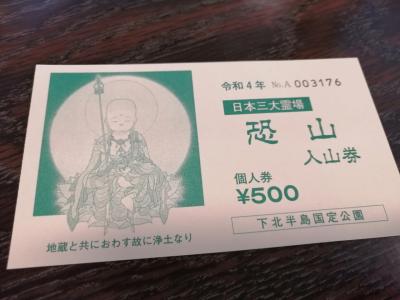 令和4年 No.A 003176
日本三大霊場
恐山
入山券
個人券
¥500
下北半島国定公園
地蔵と共におわす故に浄土なり